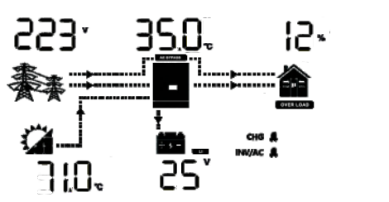 223 V 35.0 °C 12 %
AC BYPASS
OVER LOAD
CHG
INV/AC
71.0 °C 25 V